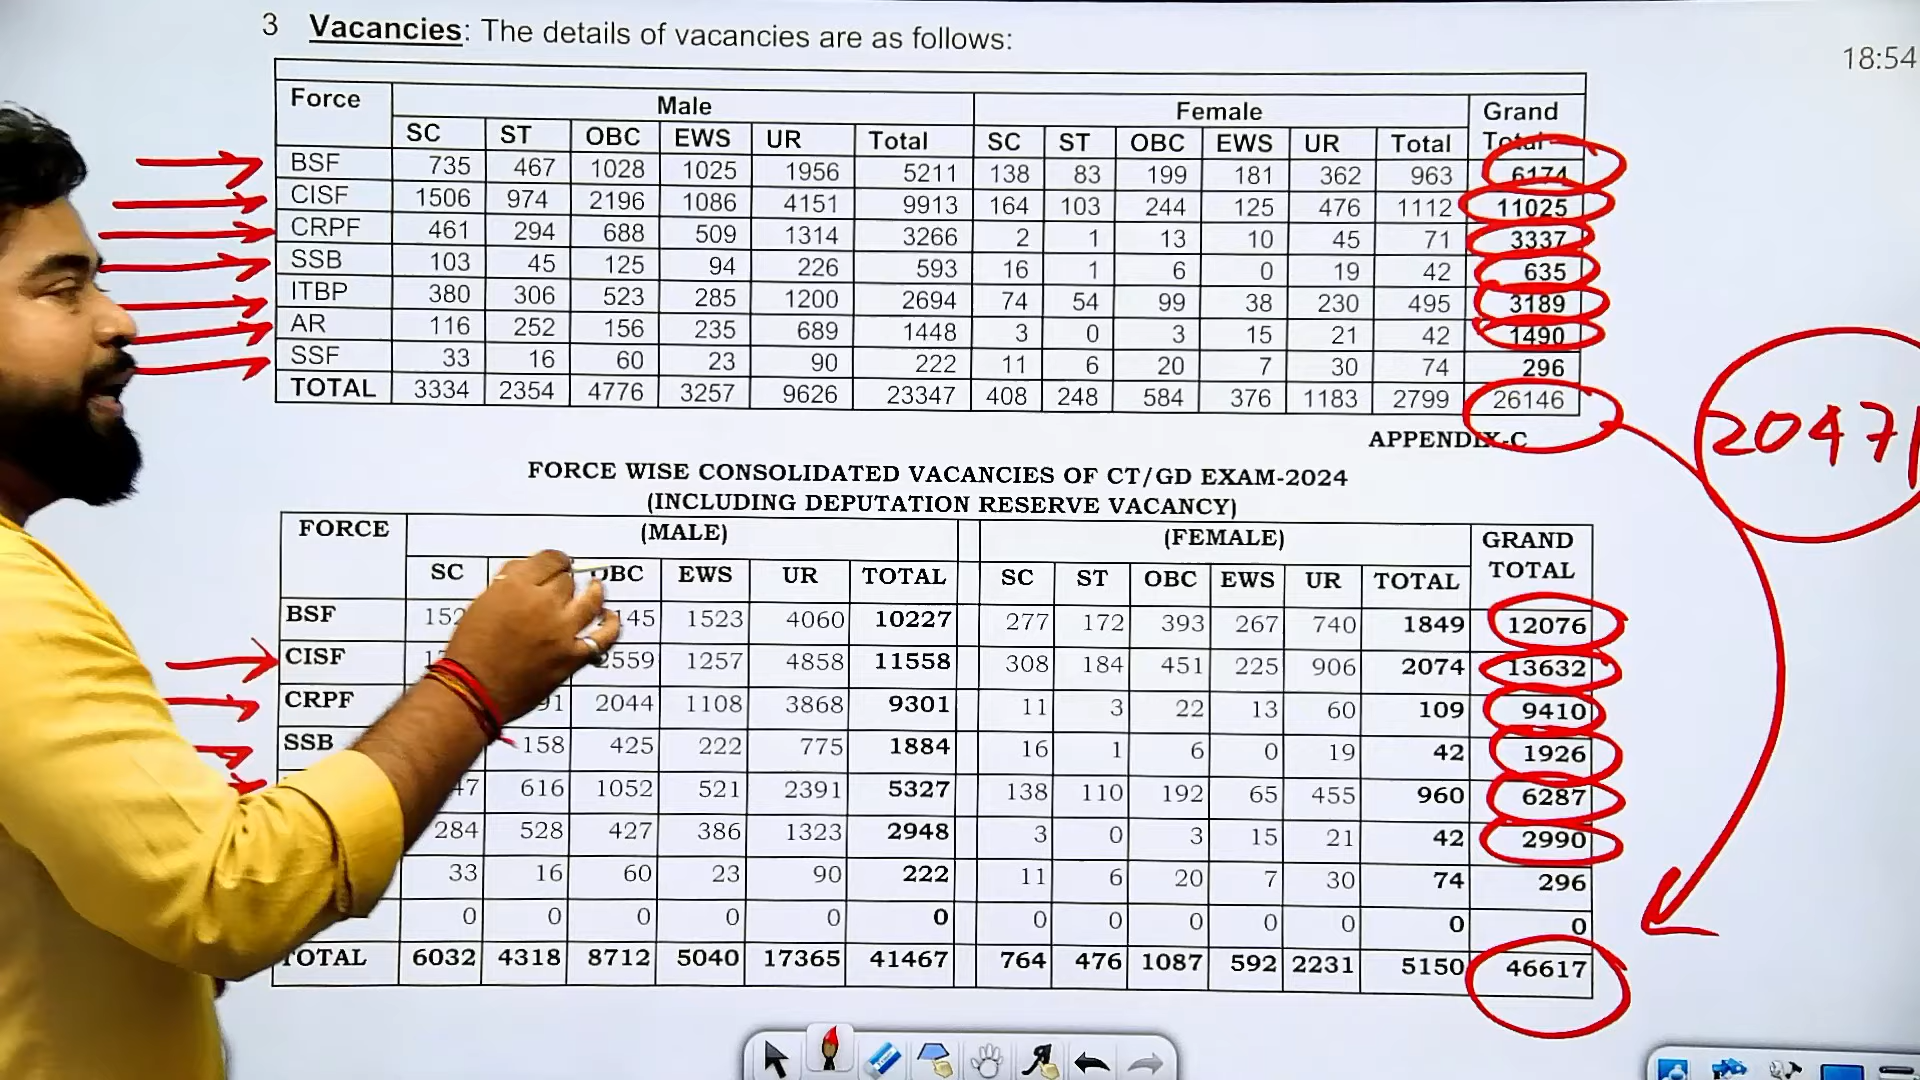 3 Vacancies: The details of vacancies are as follows:
18:54
Force Male Female Grand Total
SC ST OBC EWS UR Total SC ST OBC EWS UR Total
BSF 735 467 1028 1025 1956 5211 138 83 199 181 362 963 6174
CISF 1506 974 2196 1086 4151 9913 164 103 244 125 476 1112 11025
CRPF 461 294 688 509 1314 3266 2 1 13 10 45 71 3337
SSB 103 45 125 94 226 593 16 1 6 0 19 42 635
ITBP 380 306 523 285 1200 2694 74 54 99 38 230 495 3189
AR 116 252 156 235 689 1448 3 0 3 15 21 42 1490
SSF 33 16 60 23 90 222 11 6 20 7 30 74 296
TOTAL 3334 2354 4776 3257 9626 23347 408 248 584 376 1183 2799 26146
20471
APPENDIX-C
FORCE WISE CONSOLIDATED VACANCIES OF CT/GD EXAM-2024
(INCLUDING DEPUTATION RESERVE VACANCY)
FORCE (MALE) (FEMALE) GRAND TOTAL
SC OBC EWS UR TOTAL SC ST OBC EWS UR TOTAL
BSF 1523 4060 10227 277 172 393 267 740 1849 12076
CISF 2559 1257 4858 11558 308 184 451 225 906 2074 13632
CRPF 2044 1108 3868 9301 11 3 22 13 60 109 9410
SSB 158 425 222 775 1884 16 1 6 0 19 42 1926
616 1052 521 2391 5327 138 110 192 65 455 960 6287
284 528 427 386 1323 2948 3 0 3 15 21 42 2990
33 16 60 23 90 222 11 6 20 7 30 74 296
0 0 0 0 0 0 0 0 0 0 0 0 0
TOTAL 6032 4318 8712 5040 17365 41467 764 476 1087 592 2231 5150 46617